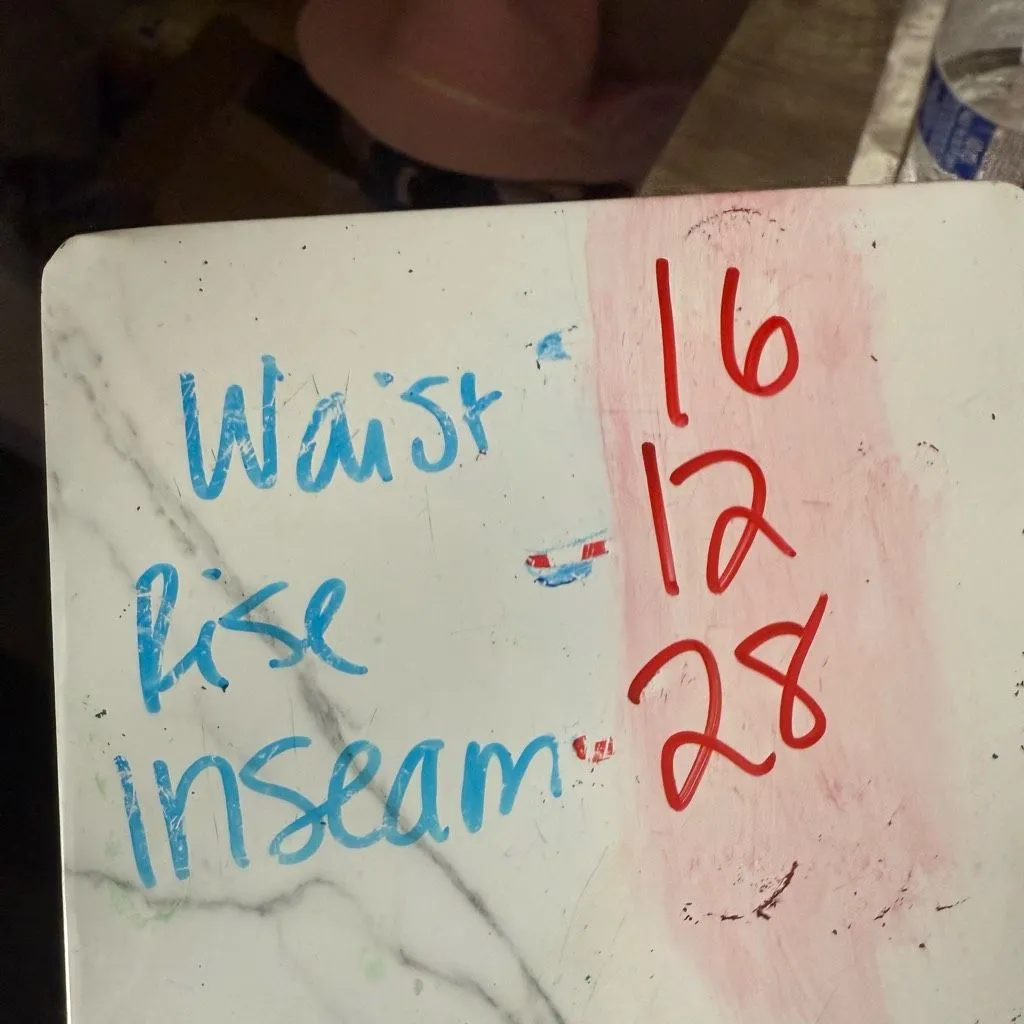 Waist 16
Rise 12
Inseam 28